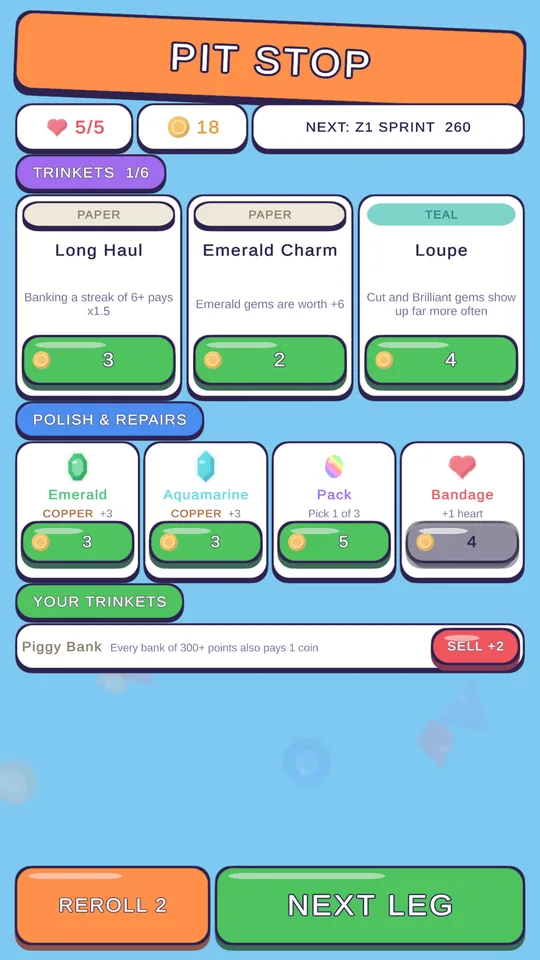 PIT STOP
5/5
18
NEXT: Z1 SPRINT 260
TRINKETS 1/6
PAPER
Long Haul
Banking a streak of 6+ pays
x1.5
3
PAPER
Emerald Charm
Emerald gems are worth +6
2
TEAL
Loupe
Cut and Brilliant gems show
up far more often
4
POLISH & REPAIRS
Emerald
COPPER +3
3
Aquamarine
COPPER +3
3
Pack
Pick 1 of 3
5
Bandage
+1 heart
4
YOUR TRINKETS
Piggy Bank Every bank of 300+ points also pays 1 coin
SELL +2
REROLL 2
NEXT LEG